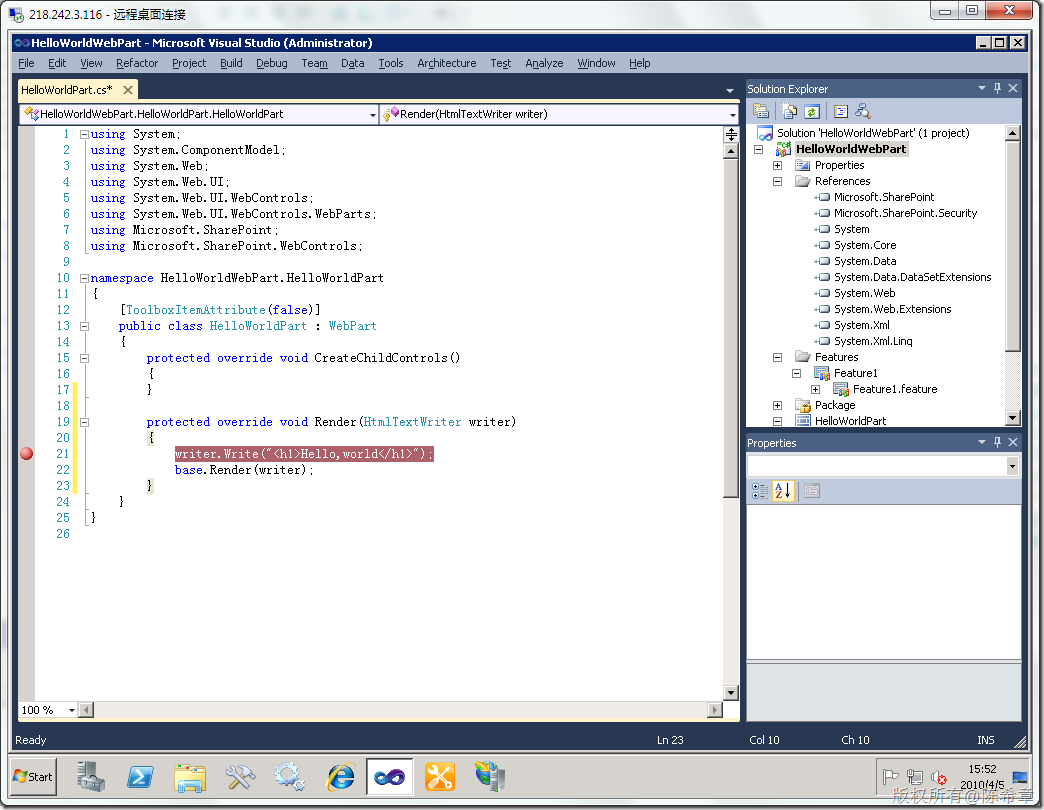 218.242.3.116 - 远程桌面连接
HelloWorldWebPart - Microsoft Visual Studio (Administrator)
File Edit View Refactor Project Build Debug Team Data Tools Architecture Test Analyze Window Help
HelloWorldPart.cs*
HelloWorldWebPart.HelloWorldPart.HelloWorldPart
Render(HtmlTextWriter writer)
1 using System;
2 using System.ComponentModel;
3 using System.Web;
4 using System.Web.UI;
5 using System.Web.UI.WebControls;
6 using System.Web.UI.WebControls.WebParts;
7 using Microsoft.SharePoint;
8 using Microsoft.SharePoint.WebControls;
9
10 namespace HelloWorldWebPart.HelloWorldPart
11 {
12 [ToolboxItemAttribute(false)]
13 public class HelloWorldPart : WebPart
14 {
15 protected override void CreateChildControls()
16 {
17 }
18
19 protected override void Render(HtmlTextWriter writer)
20 {
21 writer.Write("<h1>Hello,world</h1>");
22 base.Render(writer);
23 }
24 }
25 }
26
100 %
Solution Explorer
Solution 'HelloWorldWebPart' (1 project)
HelloWorldWebPart
Properties
References
Microsoft.SharePoint
Microsoft.SharePoint.Security
System
System.Core
System.Data
System.Data.DataSetExtensions
System.Web
System.Web.Extensions
System.Xml
System.Xml.Linq
Features
Feature1
Feature1.feature
Package
HelloWorldPart
Properties
Ready Ln 23 Col 10 Ch 10 INS
Start
15:52
2010/4/5
版权所有@陈希章